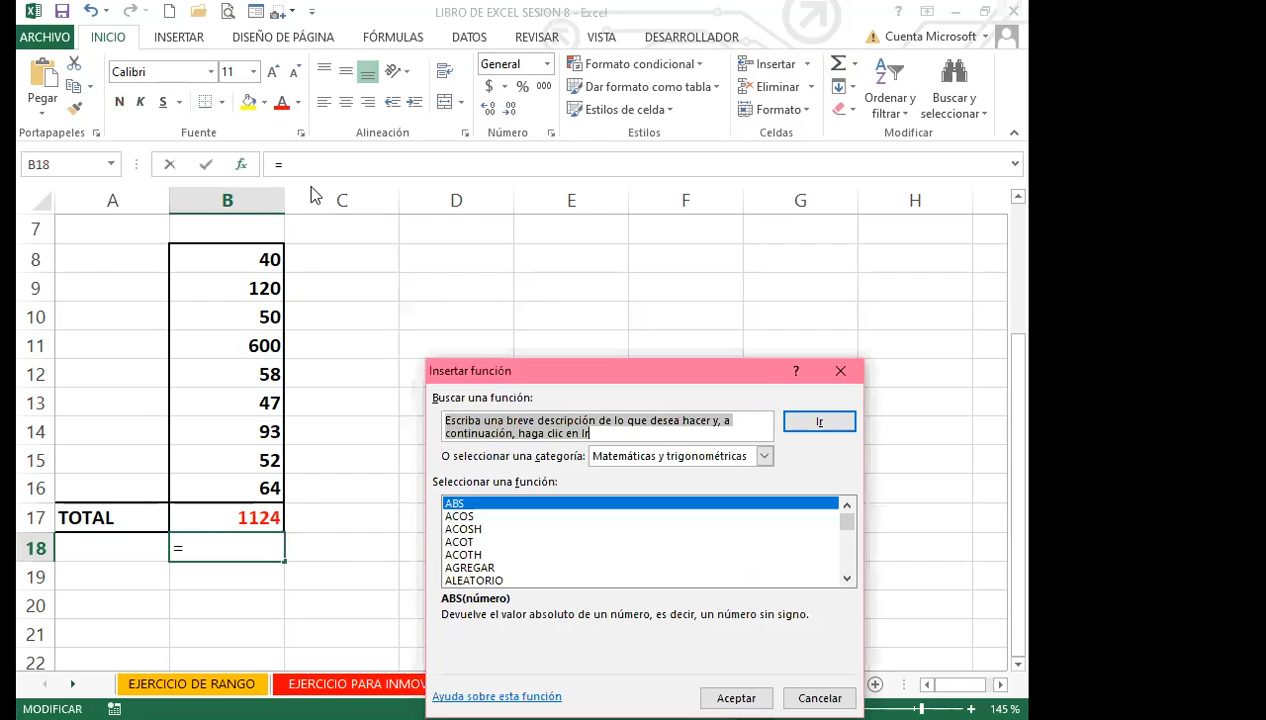 LIBRO DE EXCEL SESION 8 - Excel
ARCHIVO INICIO INSERTAR DISEÑO DE PÁGINA FÓRMULAS DATOS REVISAR VISTA DESARROLLADOR Cuenta Microsoft
Pegar
Calibri 11
N K S
General
$ % 000
Formato condicional
Dar formato como tabla
Estilos de celda
Insertar
Eliminar
Formato
Ordenar y
filtrar
Buscar y
seleccionar
Portapapeles Fuente Alineación Número Estilos Celdas Modificar
B18 fx =
A B C D E F G H
7
8 40
9 120
10 50
11 600
12 58
13 47
14 93
15 52
16 64
17 TOTAL 1124
18 =
19
20
21
22
Insertar función ?
Buscar una función:
Escriba una breve descripción de lo que desea hacer y, a
continuación, haga clic en Ir
Ir
O seleccionar una categoría: Matemáticas y trigonométricas
Seleccionar una función:
ABS
ACOS
ACOSH
ACOT
ACOTH
AGREGAR
ALEATORIO
ABS(número)
Devuelve el valor absoluto de un número, es decir, un número sin signo.
Ayuda sobre esta función
Aceptar Cancelar
EJERCICIO DE RANGO EJERCICIO PARA INMOV
MODIFICAR 145 %